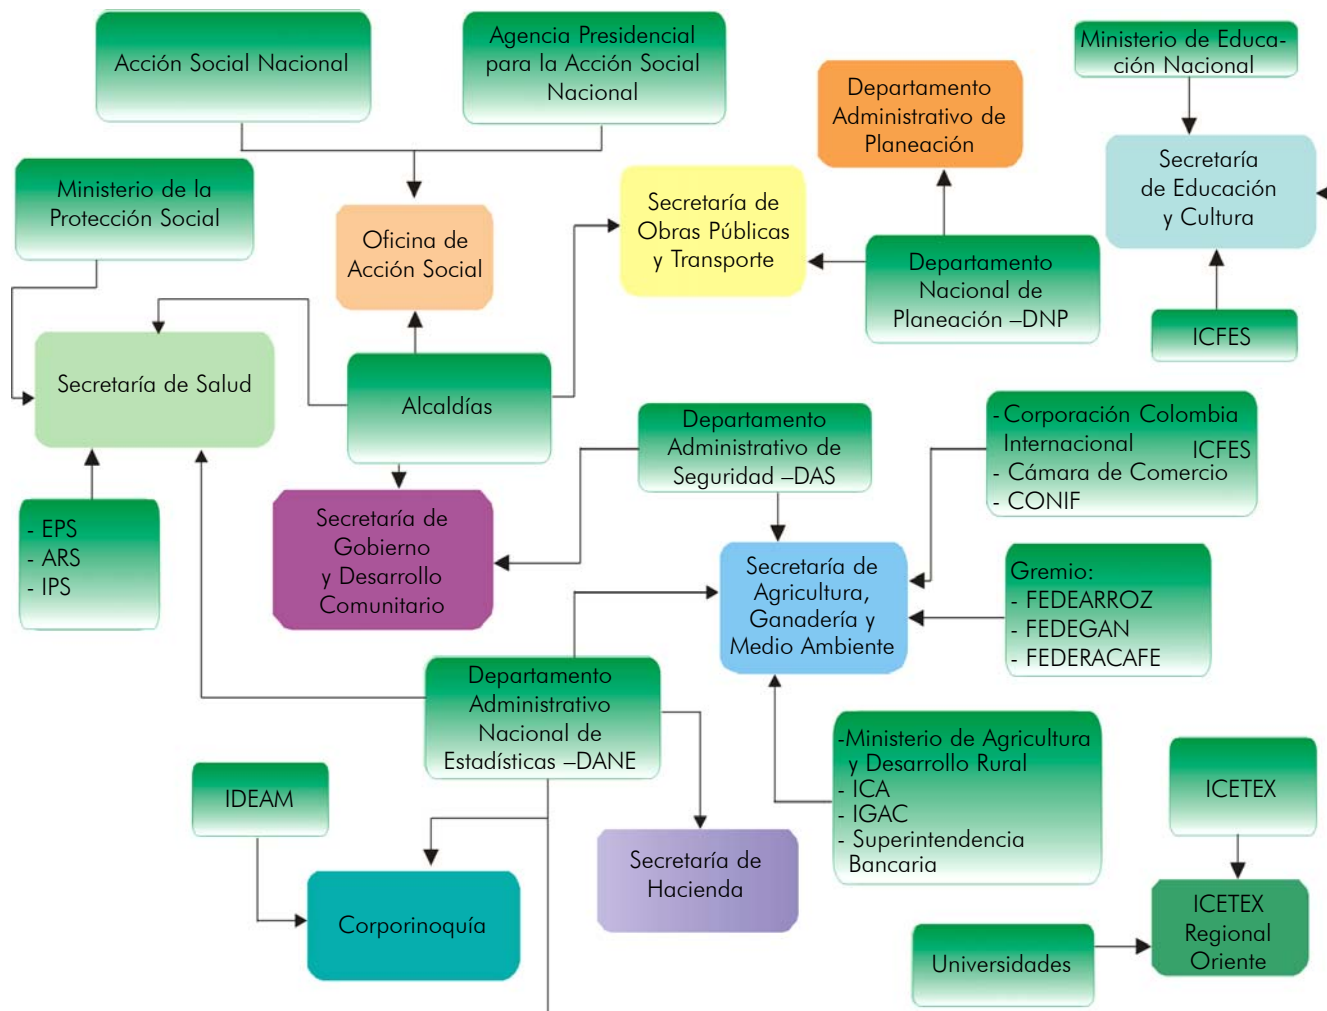 Acción Social Nacional
Agencia Presidencial
para la Acción Social
Nacional
Ministerio de Educa-
ción Nacional
Departamento
Administrativo de
Planeación
Ministerio de la
Protección Social
Secretaría
de Educación
y Cultura
Oficina de
Acción Social
Secretaría de
Obras Públicas
y Transporte
Departamento
Nacional de
Planeación –DNP
ICFES
Secretaría de Salud
Alcaldías
Departamento
Administrativo de
Seguridad –DAS
- Corporación Colombia
Internacional
ICFES
- Cámara de Comercio
- CONIF
- EPS
- ARS
- IPS
Secretaría de
Gobierno
y Desarrollo
Comunitario
Secretaría de
Agricultura,
Ganadería y
Medio Ambiente
Gremio:
- FEDEARROZ
- FEDEGAN
- FEDERACAFE
Departamento
Administrativo
Nacional de
Estadísticas –DANE
-Ministerio de Agricultura
y Desarrollo Rural
- ICA
- IGAC
- Superintendencia
Bancaria
IDEAM
ICETEX
Secretaría de
Hacienda
Corporinoquía
Universidades
ICETEX
Regional
Oriente